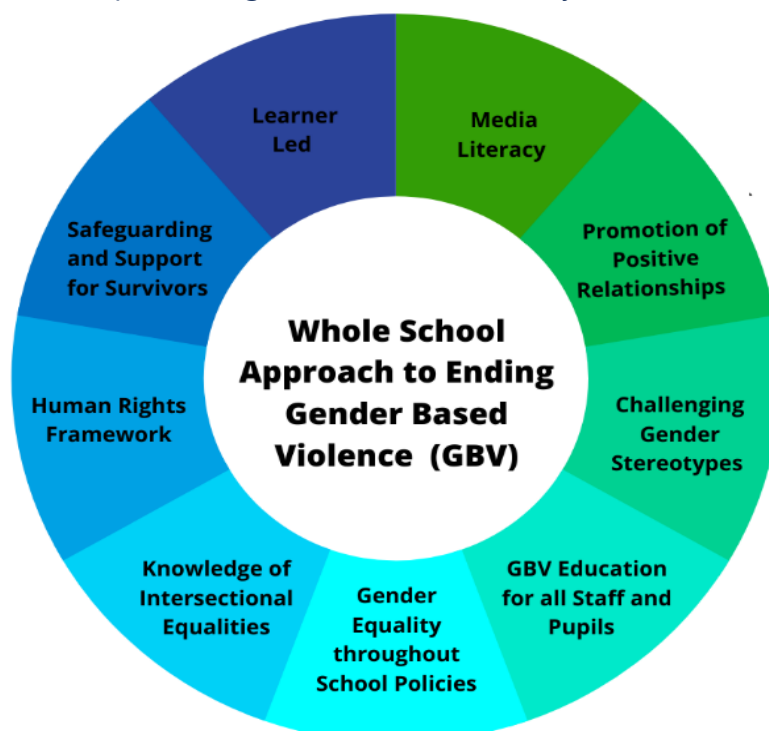 Whole School
Approach to Ending
Gender Based
Violence (GBV)
Media
Literacy
Promotion of
Positive
Relationships
Challenging
Gender
Stereotypes
GBV Education
for all Staff and
Pupils
Gender
Equality
throughout
School Policies
Knowledge of
Intersectional
Equalities
Human Rights
Framework
Safeguarding
and Support
for Survivors
Learner
Led